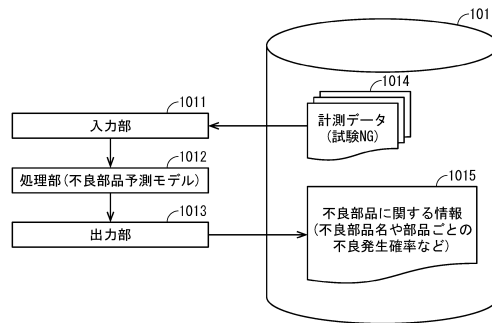 101
1014
計測データ
(試験NG)
1011
入力部
1012
処理部(不良部品予測モデル)
1013
出力部
1015
不良部品に関する情報
(不良部品名や部品ごとの
不良発生確率など)